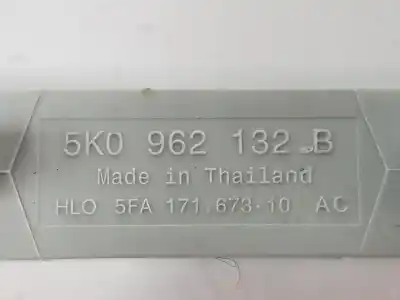 5K0 962 132 B
Made in Thailand
HLO 5FA 171.673-10 AC